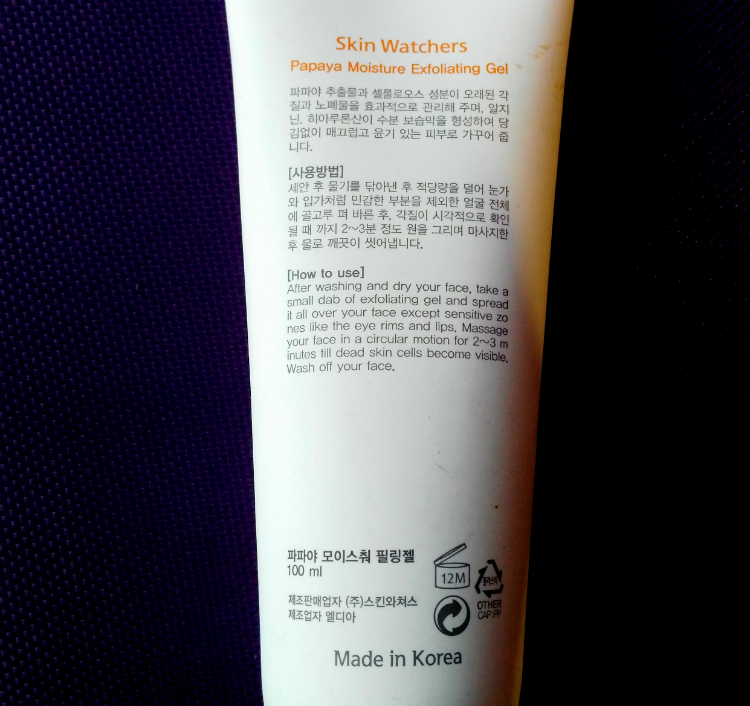 Skin Watchers
Papaya Moisture Exfoliating Gel
파파야 추출물과 셀룰로오스 성분이 오래된 각
질과 노폐물을 효과적으로 관리해 주며, 알지
닌, 히아루론산이 수분 보습막을 형성하여 당
김없이 매끄럽고 윤기 있는 피부로 가꾸어 줍
니다.
[사용방법]
세안 후 물기를 닦아낸 후 적당량을 덜어 눈가
와 입가처럼 민감한 부분을 제외한 얼굴 전체
에 골고루 펴 바른 후, 각질이 시각적으로 확인
될 때 까지 2~3분 정도 원을 그리며 마사지한
후 물로 깨끗이 씻어냅니다.
[How to use]
After washing and dry your face, take a
small dab of exfoliating gel and spread
it all over your face except sensitive zo
nes like the eye rims and lips. Massage
your face in a circular motion for 2~3 m
inutes till dead skin cells become visible.
Wash off your face.
파파야 모이스춰 필링젤
100 ml
12M
제조판매업자 (주)스킨와쳐스
제조업자 엘디아
OTHER
CAP:PP
Made in Korea